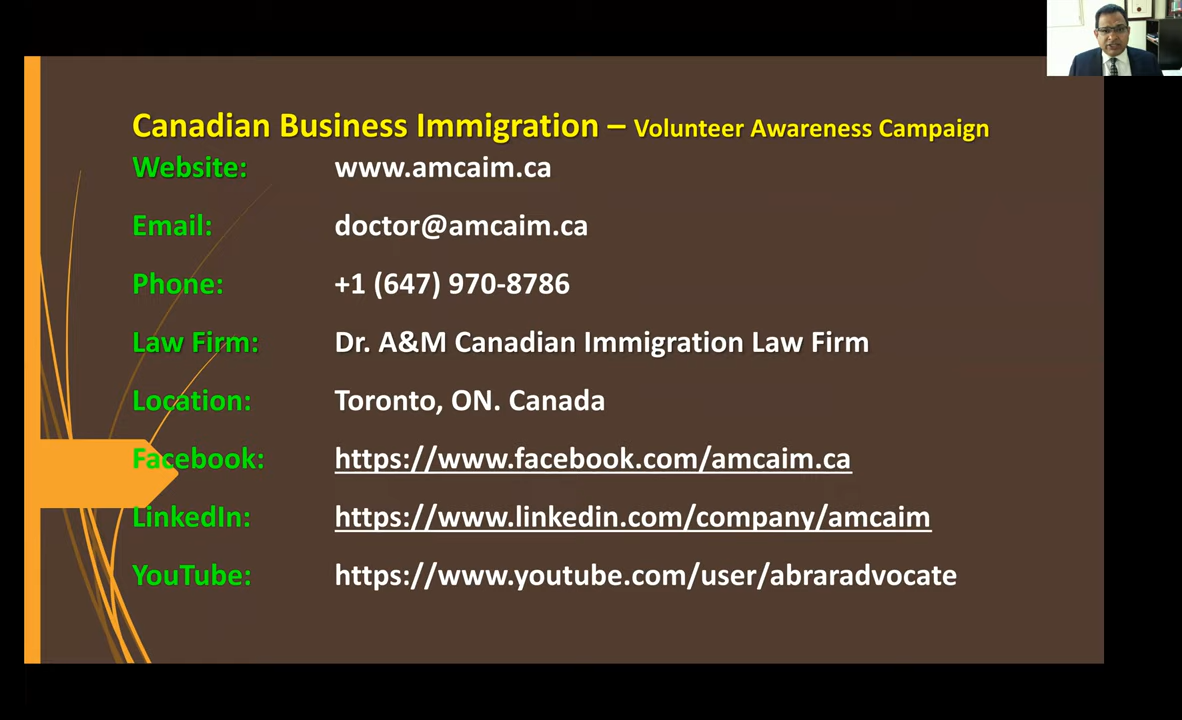 Canadian Business Immigration – Volunteer Awareness Campaign
Website: www.amcaim.ca
Email: doctor@amcaim.ca
Phone: +1 (647) 970-8786
Law Firm: Dr. A&M Canadian Immigration Law Firm
Location: Toronto, ON. Canada
Facebook: https://www.facebook.com/amcaim.ca
LinkedIn: https://www.linkedin.com/company/amcaim
YouTube: https://www.youtube.com/user/abraradvocate